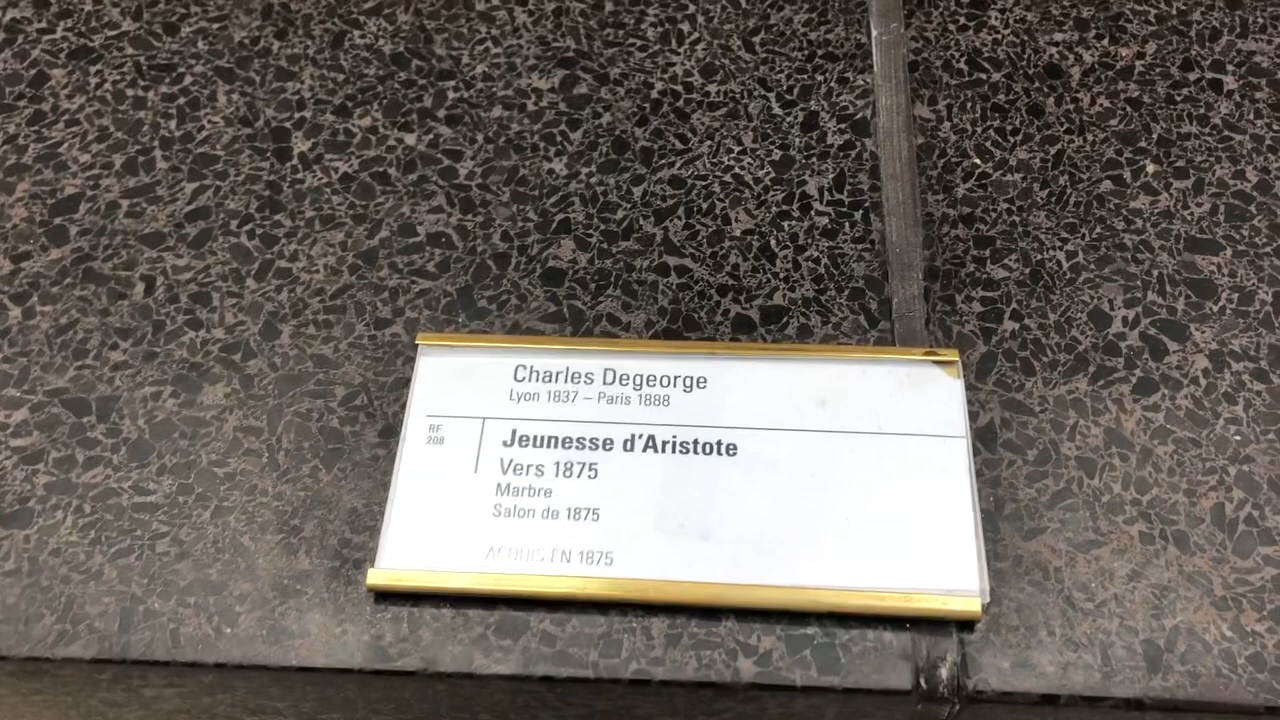 Charles Degeorge
Lyon 1837 – Paris 1888
RF
208
Jeunesse d'Aristote
Vers 1875
Marbre
Salon de 1875
ACQUIS EN 1875